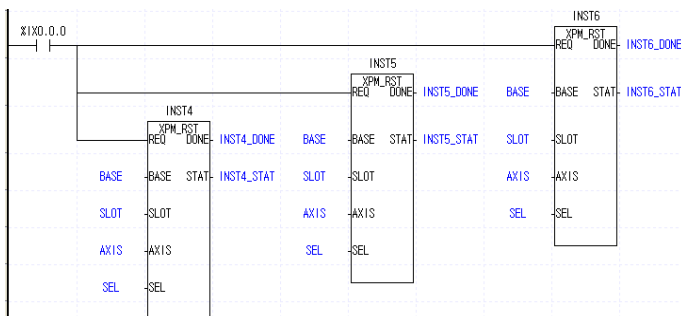 INST6
%IX0.0.0
XPM_RST
REQ DONE INST6_DONE
INST5
XPM_RST
REQ DONE INST5_DONE BASE BASE STAT INST6_STAT
INST4
XPM_RST
REQ DONE INST4_DONE BASE BASE STAT INST5_STAT SLOT SLOT
BASE BASE STAT INST4_STAT SLOT SLOT AXIS AXIS
SLOT SLOT AXIS AXIS SEL SEL
AXIS AXIS SEL SEL
SEL SEL